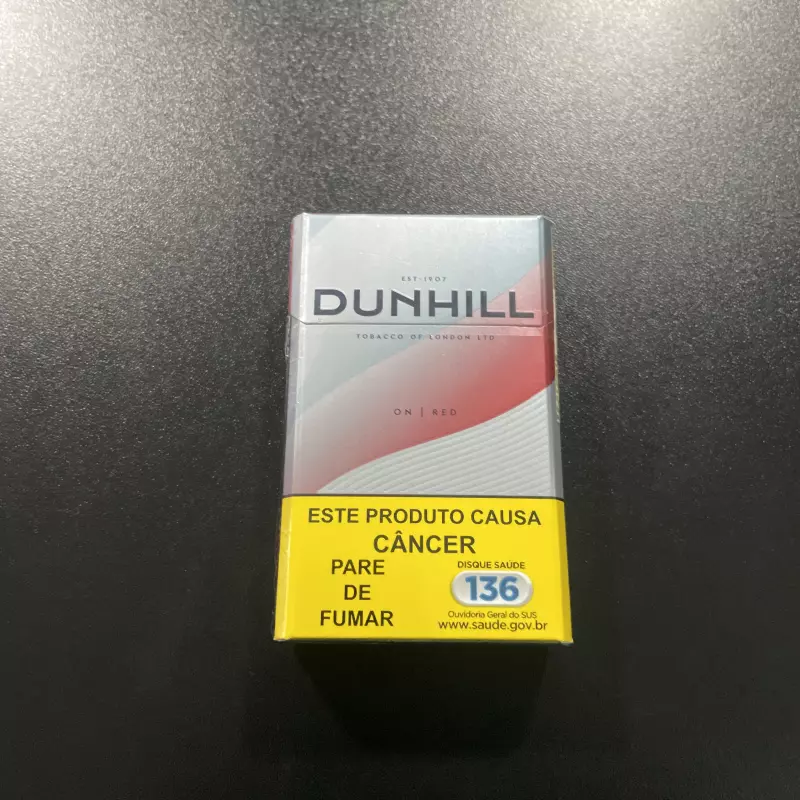 EST·1907
DUNHILL
TOBACCO OF LONDON LTD
ON | RED
ESTE PRODUTO CAUSA
CÂNCER
PARE
DE
FUMAR
DISQUE SAÚDE
136
Ouvidoria Geral do SUS
www.saude.gov.br